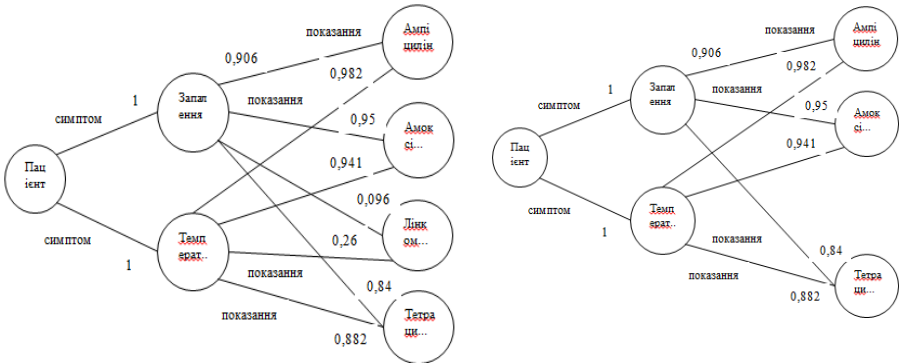 показання
Ампі
цилін
0,906
0,982
Запал
ення
показання
1
симптом
0,95
Амок
сі...
Пац
ієнт
0,941
0,096
Лінк
ом...
симптом
Темп
ерат..
0,26
1
показання
0,84
показання
Тетра
ци...
0,882
показання
Ампі
цилін
0,906
0,982
Запал
ення
показання
1
симптом
0,95
Амок
сі...
Пац
ієнт
0,941
симптом
Темп
ерат..
1
показання
0,84
показання
Тетра
ци...
0,882